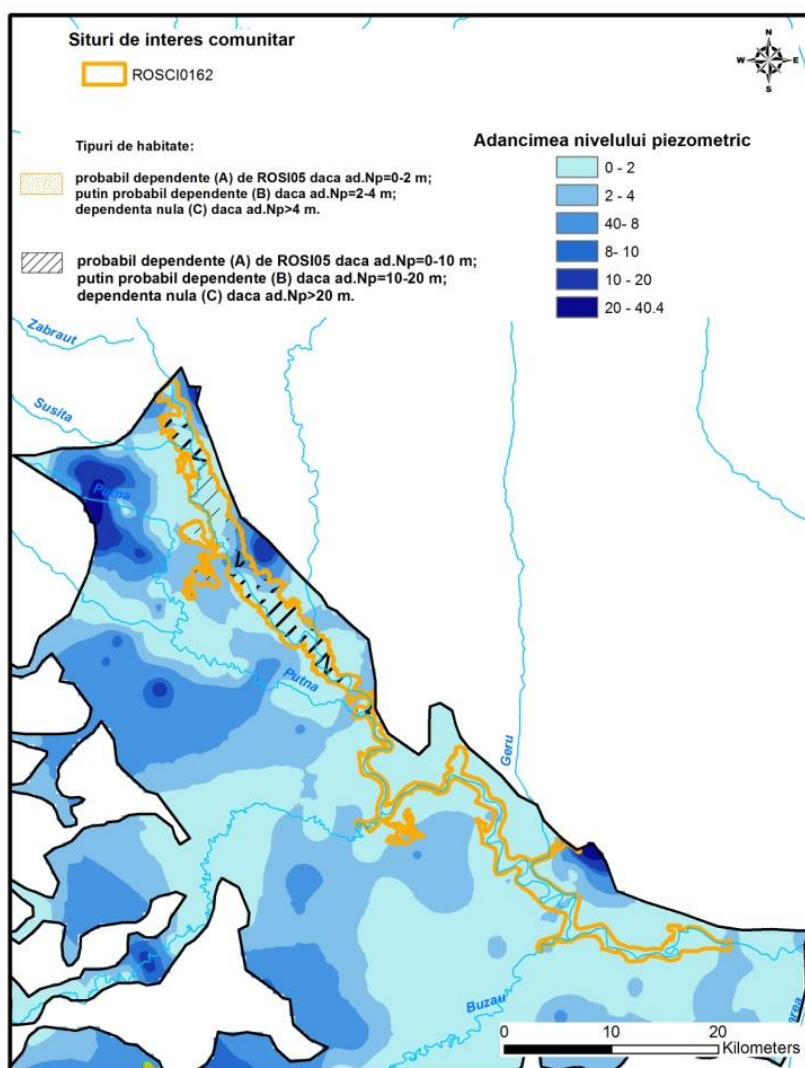 Situri de interes comunitar
ROSCI0162
N
W E
S
Tipuri de habitate:
probabil dependente (A) de ROSI05 daca ad.Np=0-2 m;
putin probabil dependente (B) daca ad.Np=2-4 m;
dependenta nula (C) daca ad.Np>4 m.
probabil dependente (A) de ROSI05 daca ad.Np=0-10 m;
putin probabil dependente (B) daca ad.Np=10-20 m;
dependenta nula (C) daca ad.Np>20 m.
Adancimea nivelului piezometric
0 - 2
2 - 4
40- 8
8- 10
10 - 20
20 - 40.4
Zabraut
Susita
Putna
Putna
Geru
Buzau
area
0 10 20
Kilometers